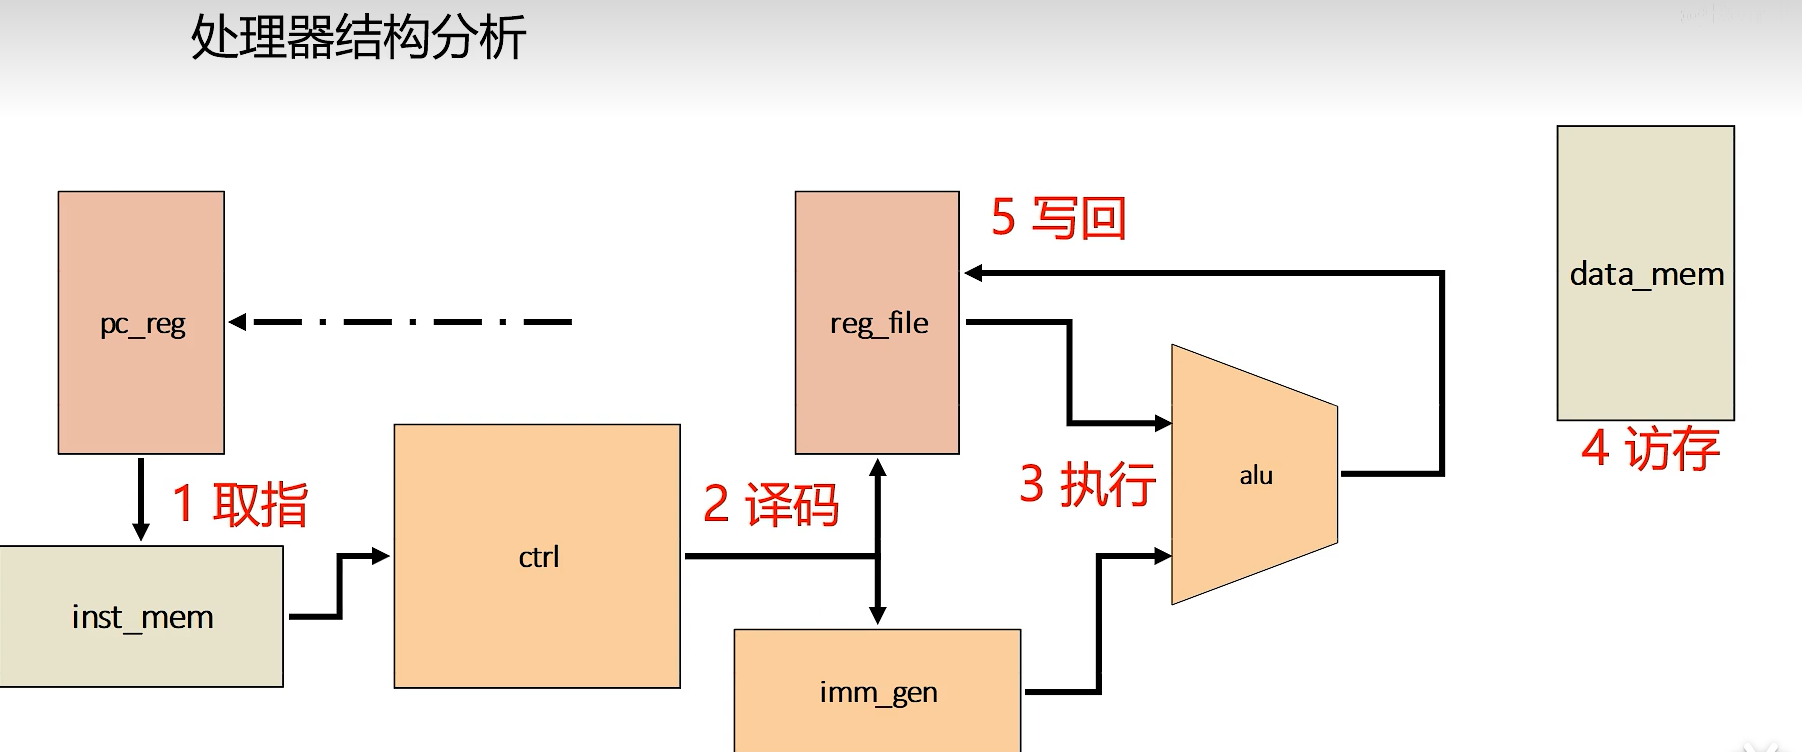 处理器结构分析
pc_reg
reg_file
5 写回
data_mem
4 访存
1 取指
2 译码
3 执行
alu
inst_mem
ctrl
imm_gen